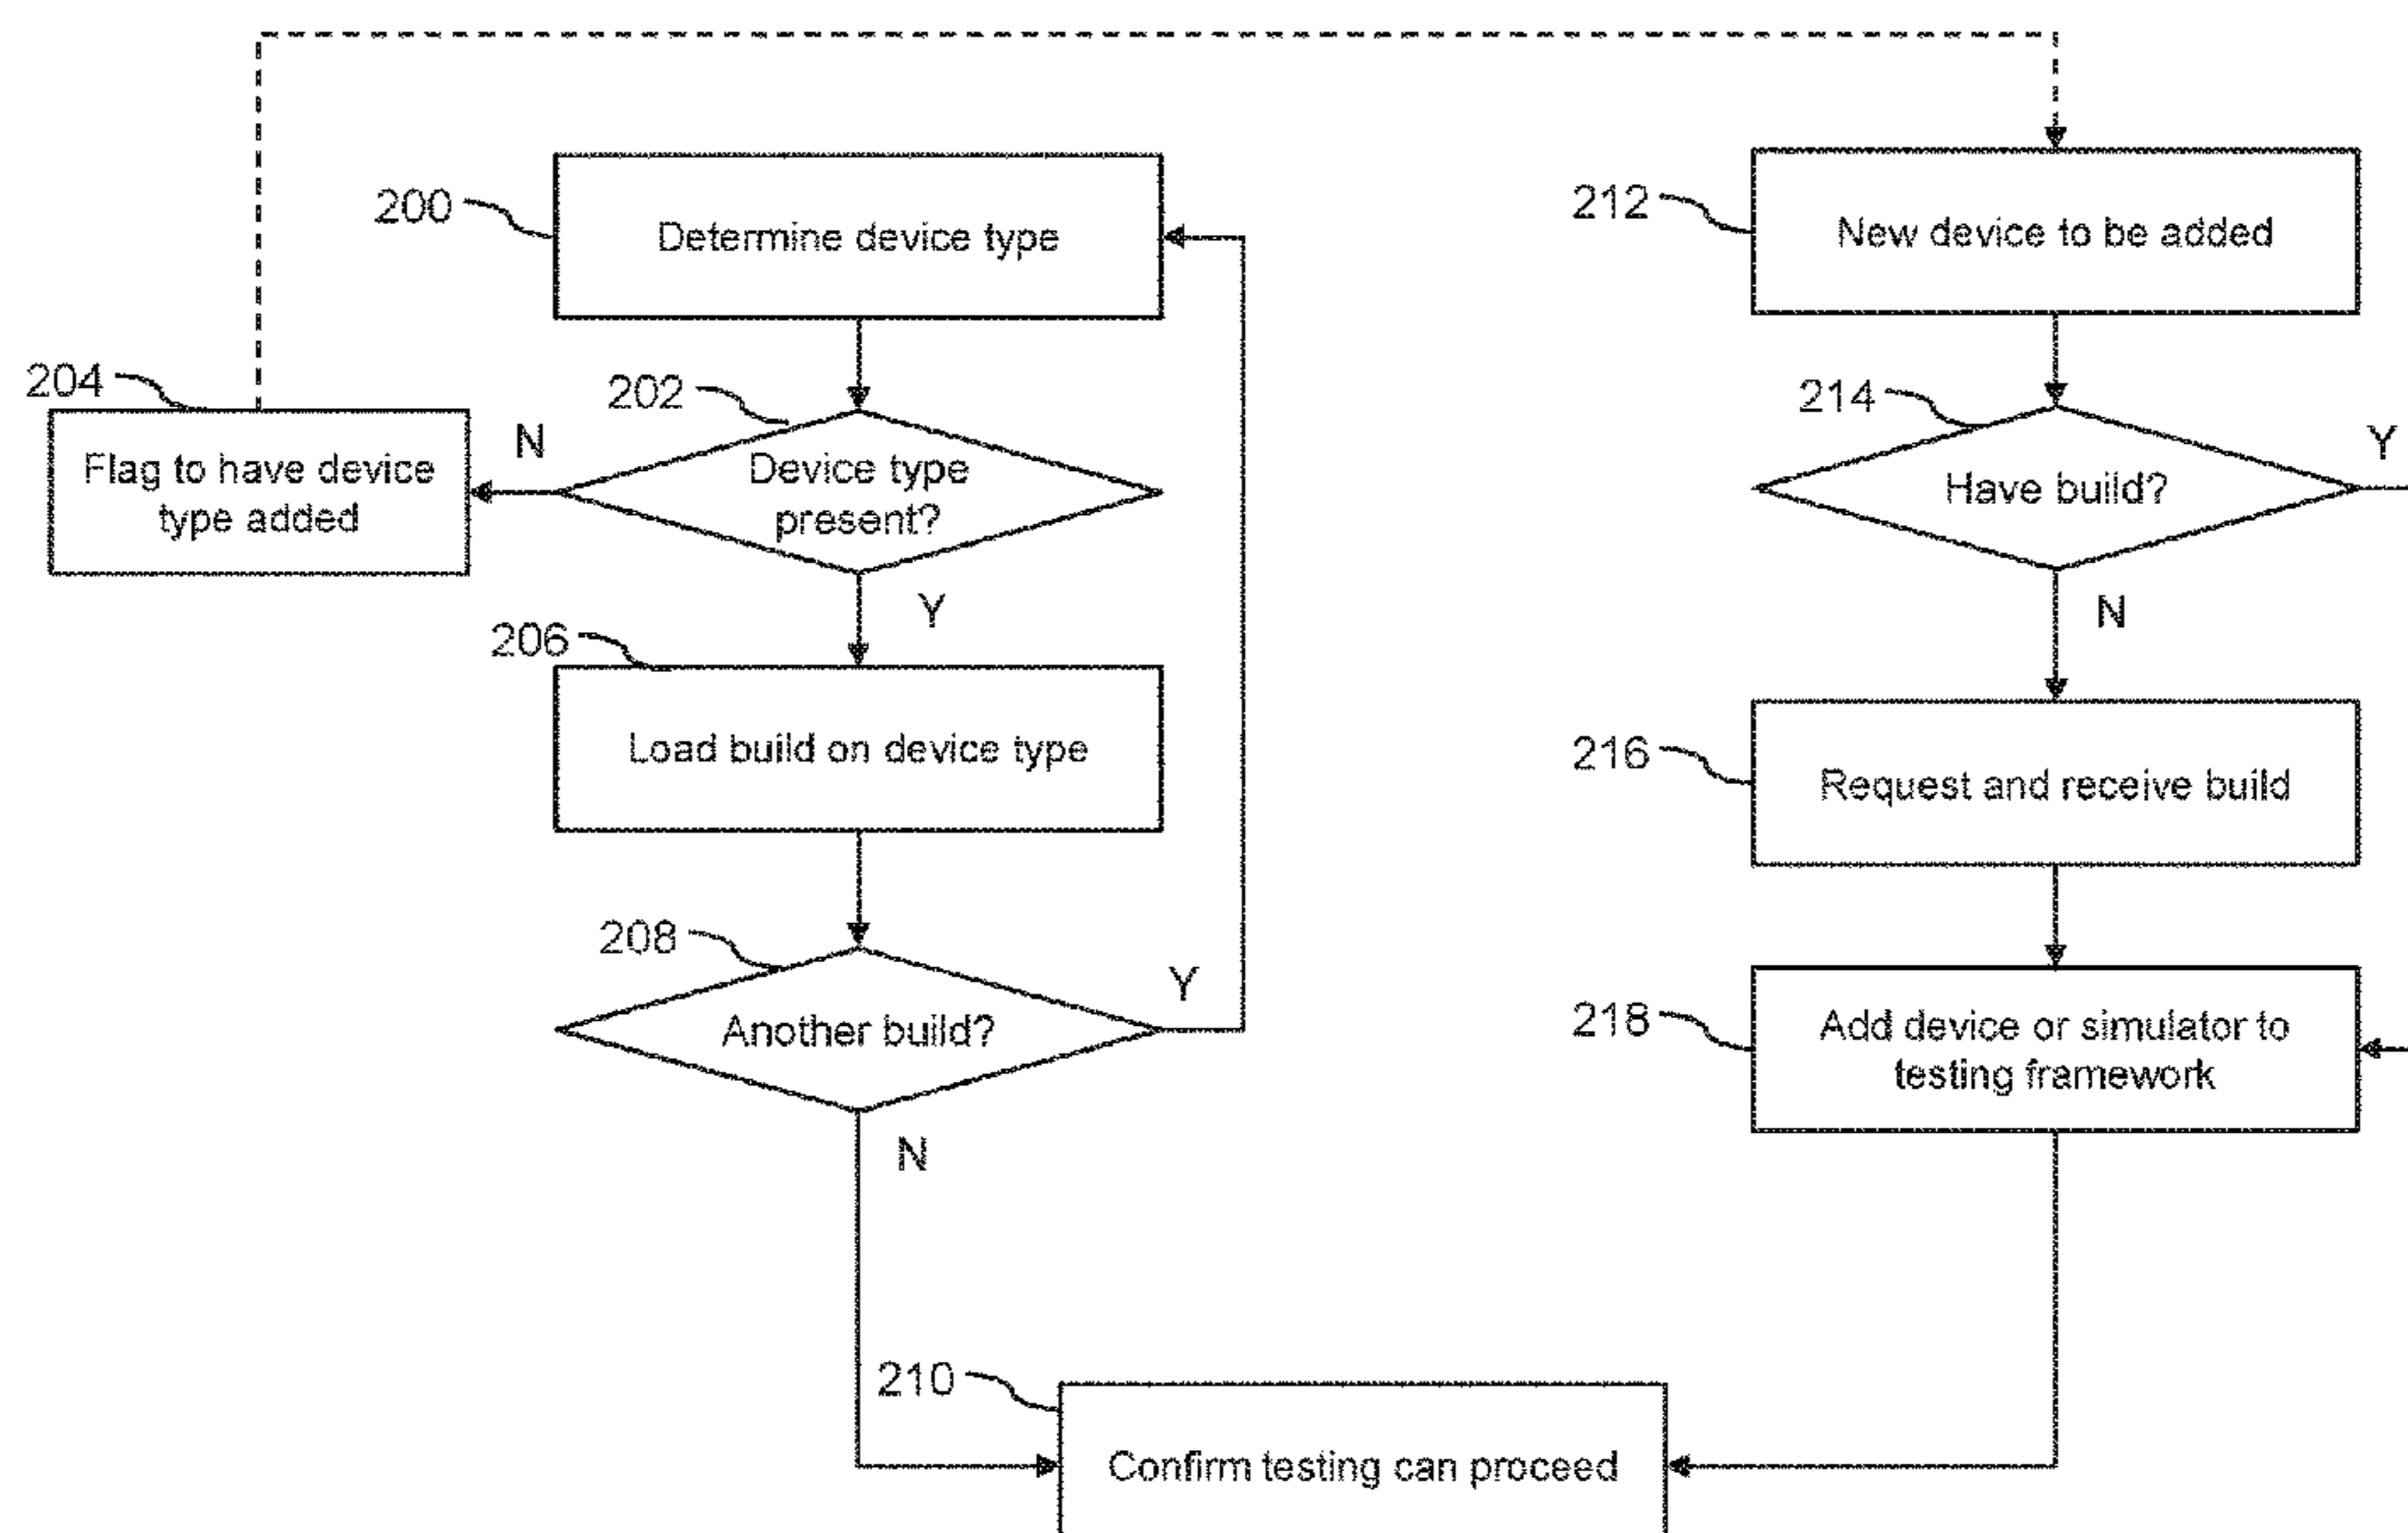 200
Determine device type
204
Flag to have device
type added
N
202
Device type
present?
Y
206
Load build on device type
208
Another build?
Y
N
210
Confirm testing can proceed
212
New device to be added
214
Have build?
Y
N
216
Request and receive build
218
Add device or simulator to
testing framework